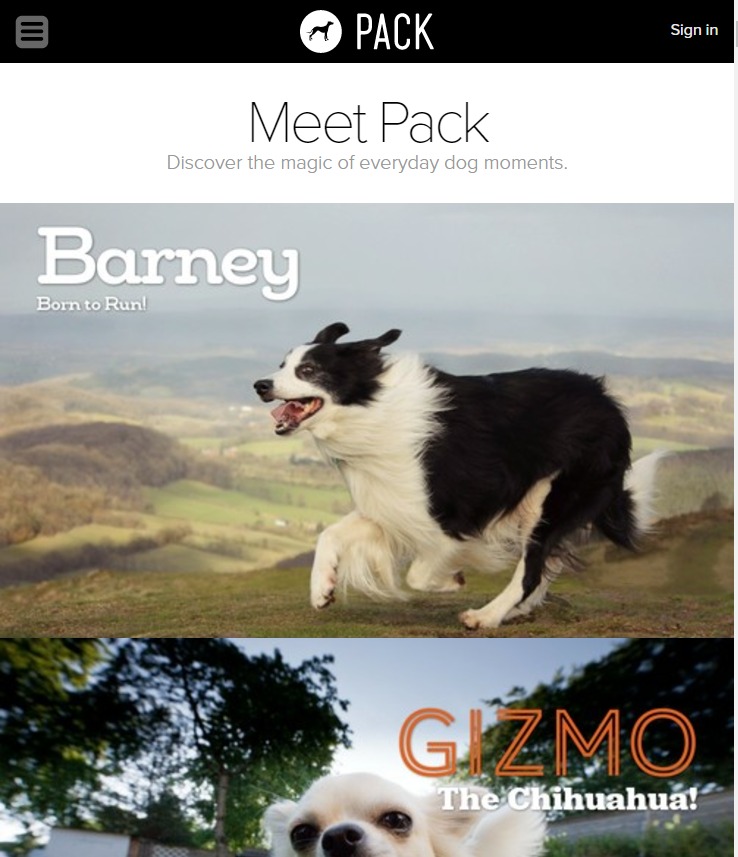 PACK
Sign in
Meet Pack
Discover the magic of everyday dog moments.
Barney
Born to Run!
GIZMO
The Chihuahua!